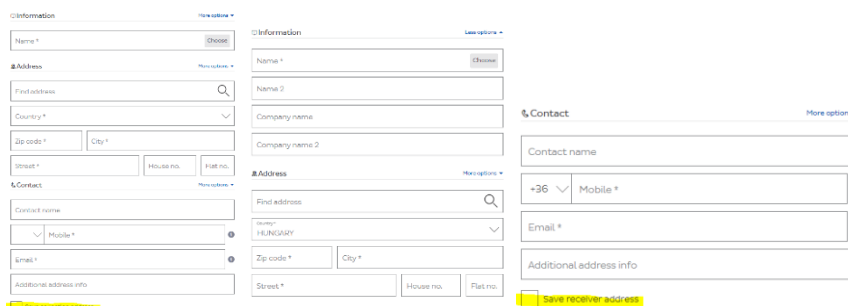 Information More options
Name * Choose
Address More options
Find address
Country *
Zip code * City *
Street * House no. Flat no.
Contact More options
Contact name
Mobile *
Email *
Additional address info
Information Less options
Name * Choose
Name 2
Company name
Company name 2
Address More options
Find address
Country *
HUNGARY
Zip code * City *
Street * House no. Flat no.
Contact More option
Contact name
+36 Mobile *
Email *
Additional address info
Save receiver address